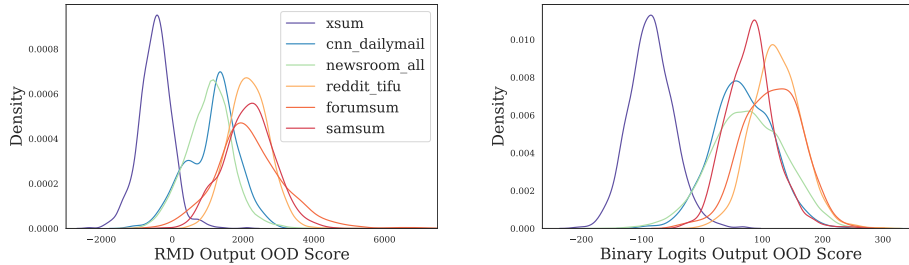 xsum
cnn_dailymail
newsroom_all
reddit_tifu
forumsum
samsum
Density
0.0008
0.0006
0.0004
0.0002
0.0000
−2000 0 2000 4000 6000
RMD Output OOD Score
Density
0.010
0.008
0.006
0.004
0.002
0.000
−200 −100 0 100 200 300
Binary Logits Output OOD Score